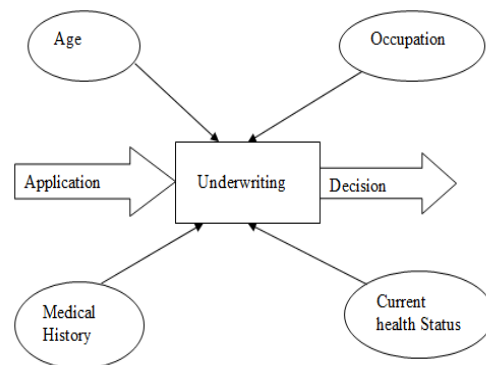 Age
Occupation
Application
Underwriting
Decision
Medical
History
Current
health Status